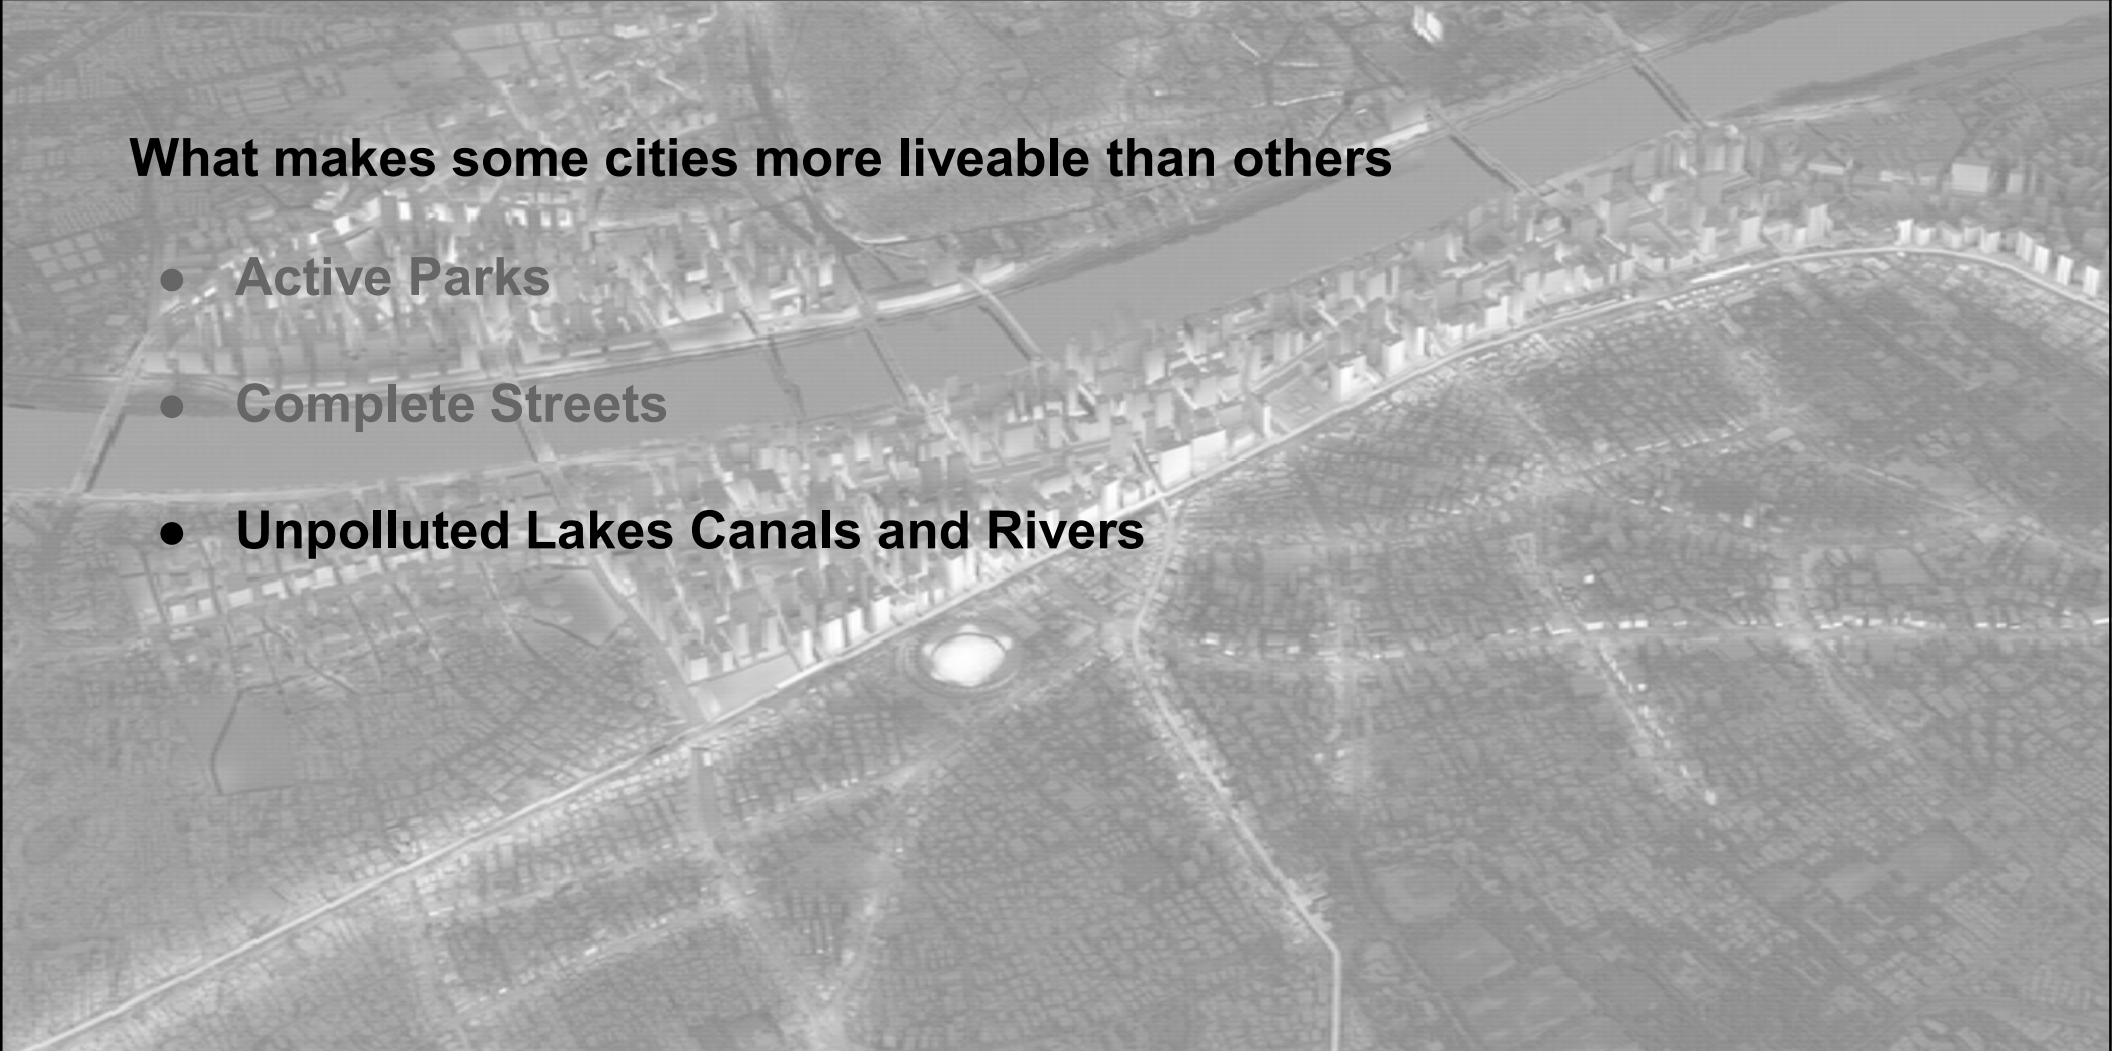 What makes some cities more liveable than others
● Active Parks
● Complete Streets
● Unpolluted Lakes Canals and Rivers